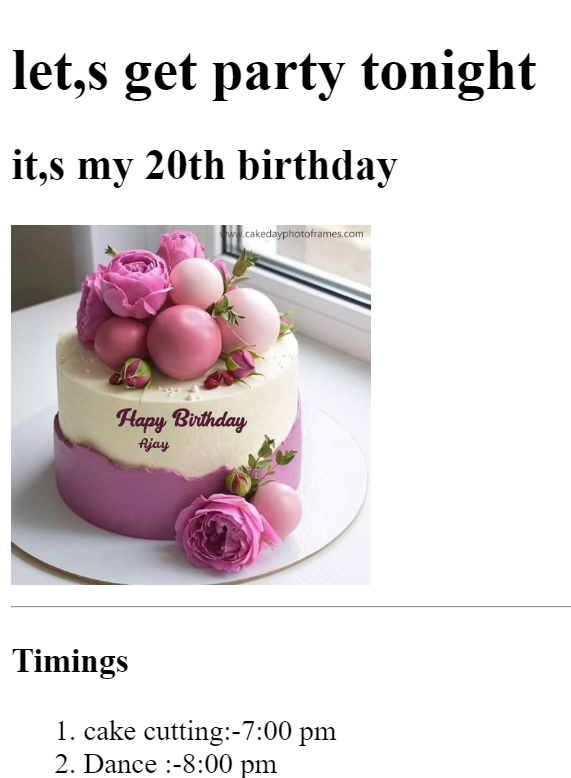 let,s get party tonight
it,s my 20th birthday
www.cakedayphotoframes.com
Hapy Birthday
Ajay
Timings
1. cake cutting:-7:00 pm
2. Dance :-8:00 pm